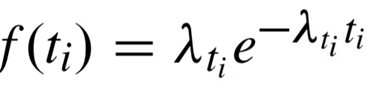 f(t_i) = λ_{t_i} e^{-λ_{t_i} t_i}